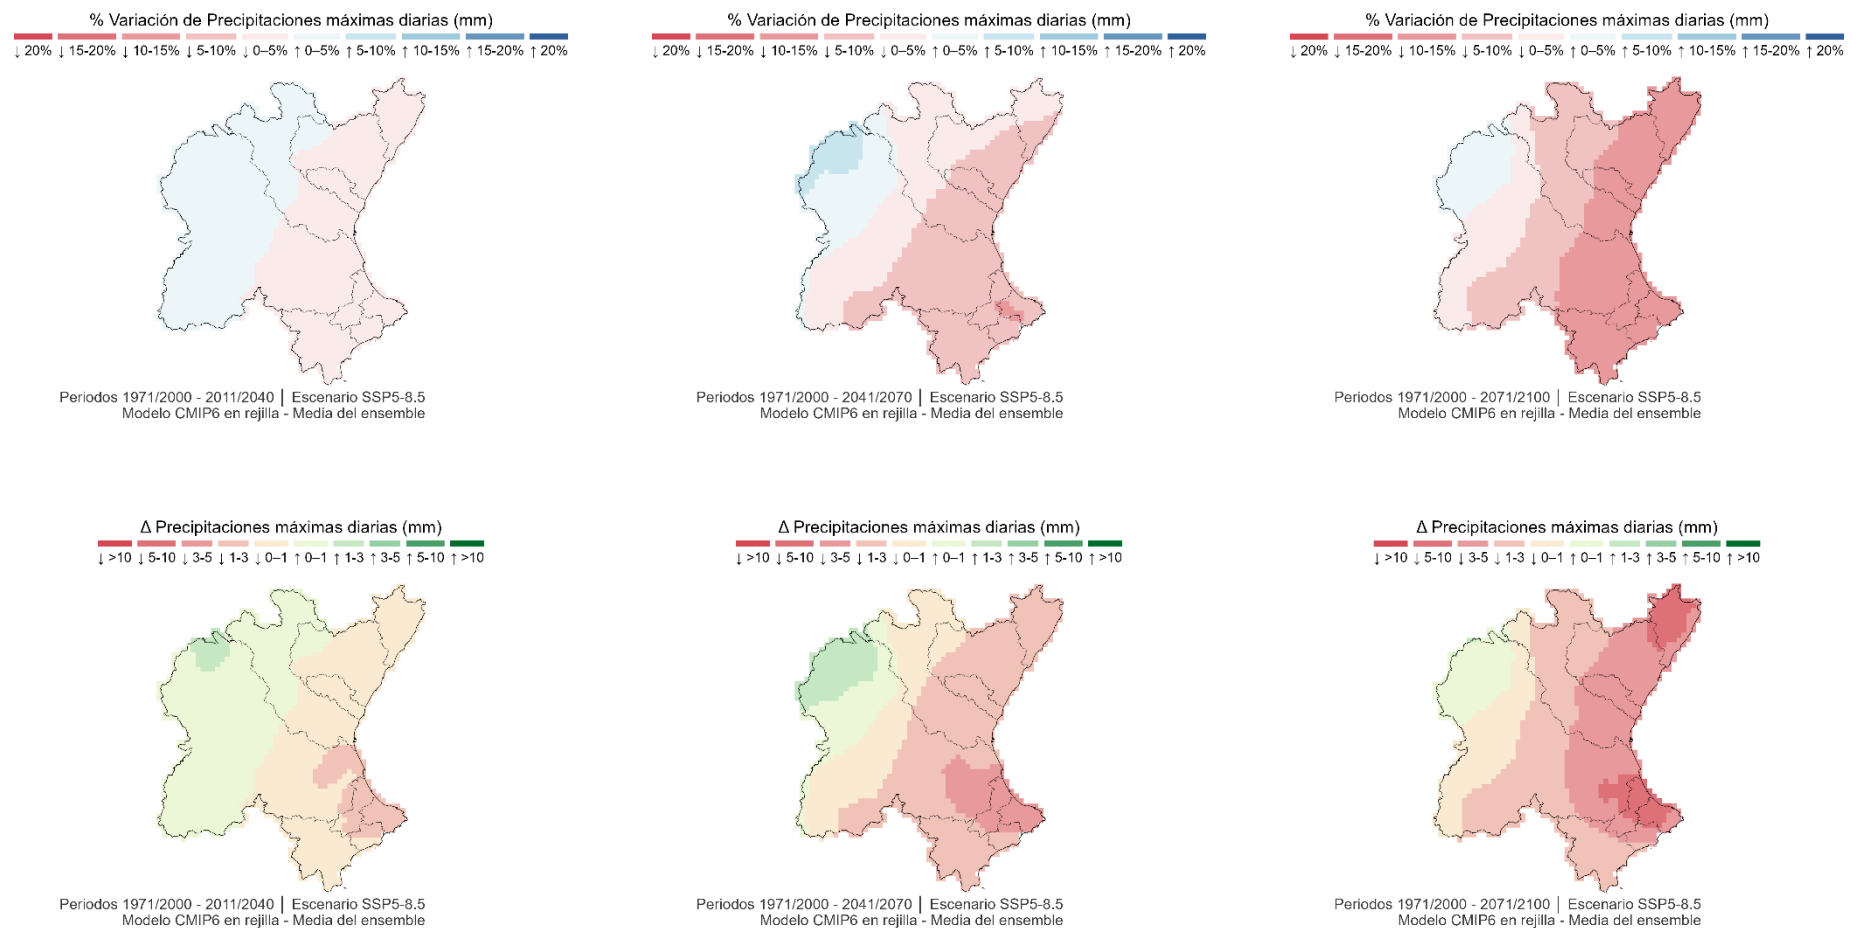 % Variación de Precipitaciones máximas diarias (mm)
↓ 20% ↓ 15-20% ↓ 10-15% ↓ 5-10% ↓ 0–5% ↑ 0–5% ↑ 5-10% ↑ 10-15% ↑ 15-20% ↑ 20%
Periodos 1971/2000 - 2011/2040 | Escenario SSP5-8.5
Modelo CMIP6 en rejilla - Media del ensemble
% Variación de Precipitaciones máximas diarias (mm)
↓ 20% ↓ 15-20% ↓ 10-15% ↓ 5-10% ↓ 0–5% ↑ 0–5% ↑ 5-10% ↑ 10-15% ↑ 15-20% ↑ 20%
Periodos 1971/2000 - 2041/2070 | Escenario SSP5-8.5
Modelo CMIP6 en rejilla - Media del ensemble
% Variación de Precipitaciones máximas diarias (mm)
↓ 20% ↓ 15-20% ↓ 10-15% ↓ 5-10% ↓ 0–5% ↑ 0–5% ↑ 5-10% ↑ 10-15% ↑ 15-20% ↑ 20%
Periodos 1971/2000 - 2071/2100 | Escenario SSP5-8.5
Modelo CMIP6 en rejilla - Media del ensemble
Δ Precipitaciones máximas diarias (mm)
↓ >10 ↓ 5-10 ↓ 3-5 ↓ 1-3 ↓ 0–1 ↑ 0–1 ↑ 1-3 ↑ 3-5 ↑ 5-10 ↑ >10
Periodos 1971/2000 - 2011/2040 | Escenario SSP5-8.5
Modelo CMIP6 en rejilla - Media del ensemble
Δ Precipitaciones máximas diarias (mm)
↓ >10 ↓ 5-10 ↓ 3-5 ↓ 1-3 ↓ 0–1 ↑ 0–1 ↑ 1-3 ↑ 3-5 ↑ 5-10 ↑ >10
Periodos 1971/2000 - 2041/2070 | Escenario SSP5-8.5
Modelo CMIP6 en rejilla - Media del ensemble
Δ Precipitaciones máximas diarias (mm)
↓ >10 ↓ 5-10 ↓ 3-5 ↓ 1-3 ↓ 0–1 ↑ 0–1 ↑ 1-3 ↑ 3-5 ↑ 5-10 ↑ >10
Periodos 1971/2000 - 2071/2100 | Escenario SSP5-8.5
Modelo CMIP6 en rejilla - Media del ensemble